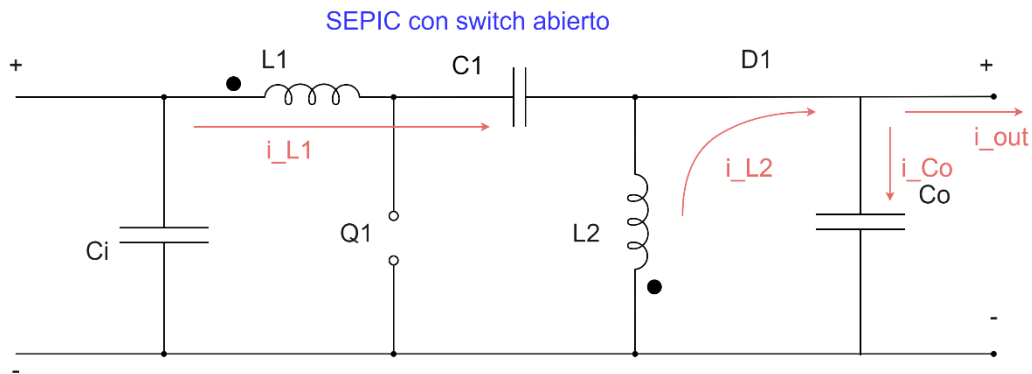 SEPIC con switch abierto
+
L1
C1
D1
+
i_L1
i_L2
i_out
i_Co
Co
Ci
Q1
L2
-
-